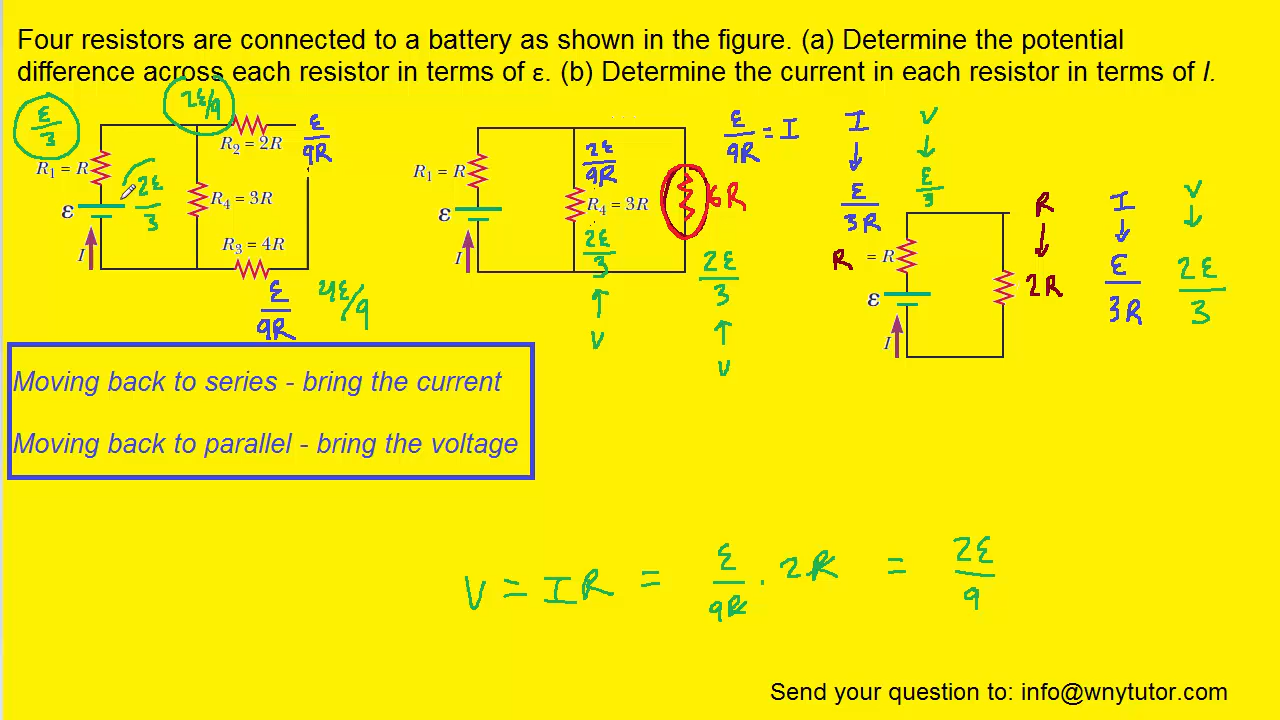 Four resistors are connected to a battery as shown in the figure. (a) Determine the potential
difference across each resistor in terms of ε. (b) Determine the current in each resistor in terms of I.
ε/3
2ε/9
R₂ = 2R
ε/9R
R₁ = R
2ε/3
R₄ = 3R
ε
I
R₃ = 4R
ε/9R
4ε/9
R₁ = R
2ε/9R
R₄ = 3R
ε
I
2ε/3
↑
V
ε/9R = I
6R
2ε/3
↑
V
I
↓
ε/3R
V
↓
ε/3
R = R
ε
I
R
↓
2R
I
↓
ε/3R
V
↓
2ε/3
Moving back to series - bring the current
Moving back to parallel - bring the voltage
V = IR = ε/9R · 2R = 2ε/9
Send your question to: info@wnytutor.com